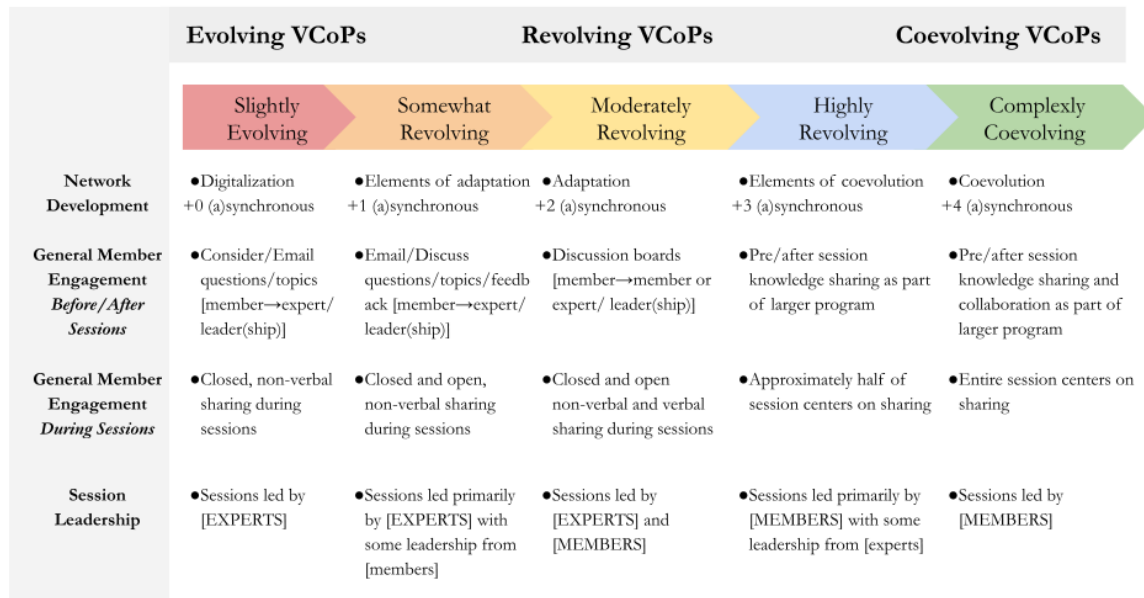 Evolving VCoPs Revolving VCoPs Coevolving VCoPs
Slightly
Evolving
Somewhat
Revolving
Moderately
Revolving
Highly
Revolving
Complexly
Coevolving
Network
Development
●Digitalization
+0 (a)synchronous
●Elements of adaptation
+1 (a)synchronous
●Adaptation
+2 (a)synchronous
●Elements of coevolution
+3 (a)synchronous
●Coevolution
+4 (a)synchronous
General Member
Engagement
Before/After
Sessions
●Consider/Email
questions/topics
[member→expert/
leader(ship)]
●Email/Discuss
questions/topics/feedb
ack [member→expert/
leader(ship)]
●Discussion boards
[member→member or
expert/ leader(ship)]
●Pre/after session
knowledge sharing as part
of larger program
●Pre/after session
knowledge sharing and
collaboration as part of
larger program
General Member
Engagement
During Sessions
●Closed, non-verbal
sharing during
sessions
●Closed and open,
non-verbal sharing
during sessions
●Closed and open
non-verbal and verbal
sharing during sessions
●Approximately half of
session centers on sharing
●Entire session centers on
sharing
Session
Leadership
●Sessions led by
[EXPERTS]
●Sessions led primarily
by [EXPERTS] with
some leadership from
[members]
●Sessions led by
[EXPERTS] and
[MEMBERS]
●Sessions led primarily by
[MEMBERS] with some
leadership from [experts]
●Sessions led by
[MEMBERS]